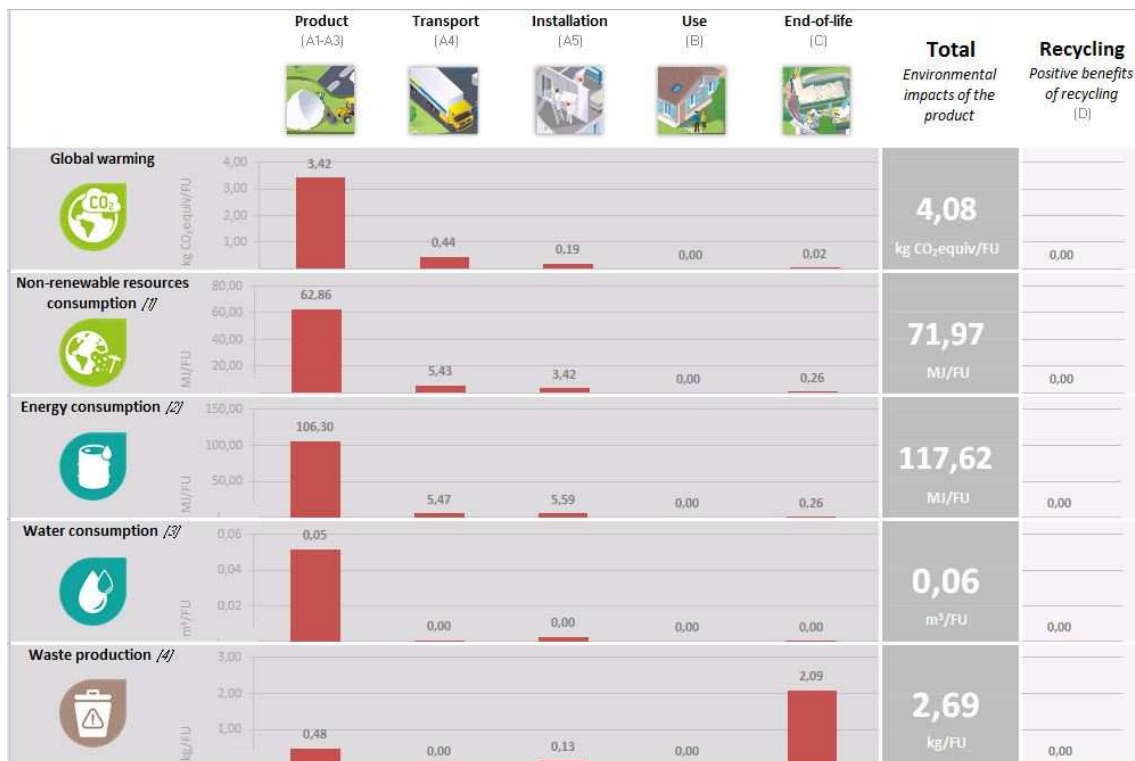 Product Transport Installation Use End-of-life
(A1-A3) (A4) (A5) (B) (C)
Total Recycling
Environmental impacts of the product
Positive benefits of recycling
(D)
Global warming
CO₂
kg CO₂equiv/FU
4,00
3,00
2,00
1,00
3,42 0,44 0,19 0,00 0,02
4,08
kg CO₂equiv/FU
0,00
Non-renewable resources
consumption /1/
MJ/FU
80,00
60,00
40,00
20,00
62,86 5,43 3,42 0,00 0,26
71,97
MJ/FU
0,00
Energy consumption /2/
MJ/FU
150,00
100,00
50,00
106,30 5,47 5,59 0,00 0,26
117,62
MJ/FU
0,00
Water consumption /3/
m³/FU
0,06
0,04
0,02
0,05 0,00 0,00 0,00 0,00
0,06
m³/FU
0,00
Waste production /4/
kg/FU
3,00
2,00
1,00
0,48 0,00 0,13 0,00 2,09
2,69
kg/FU
0,00